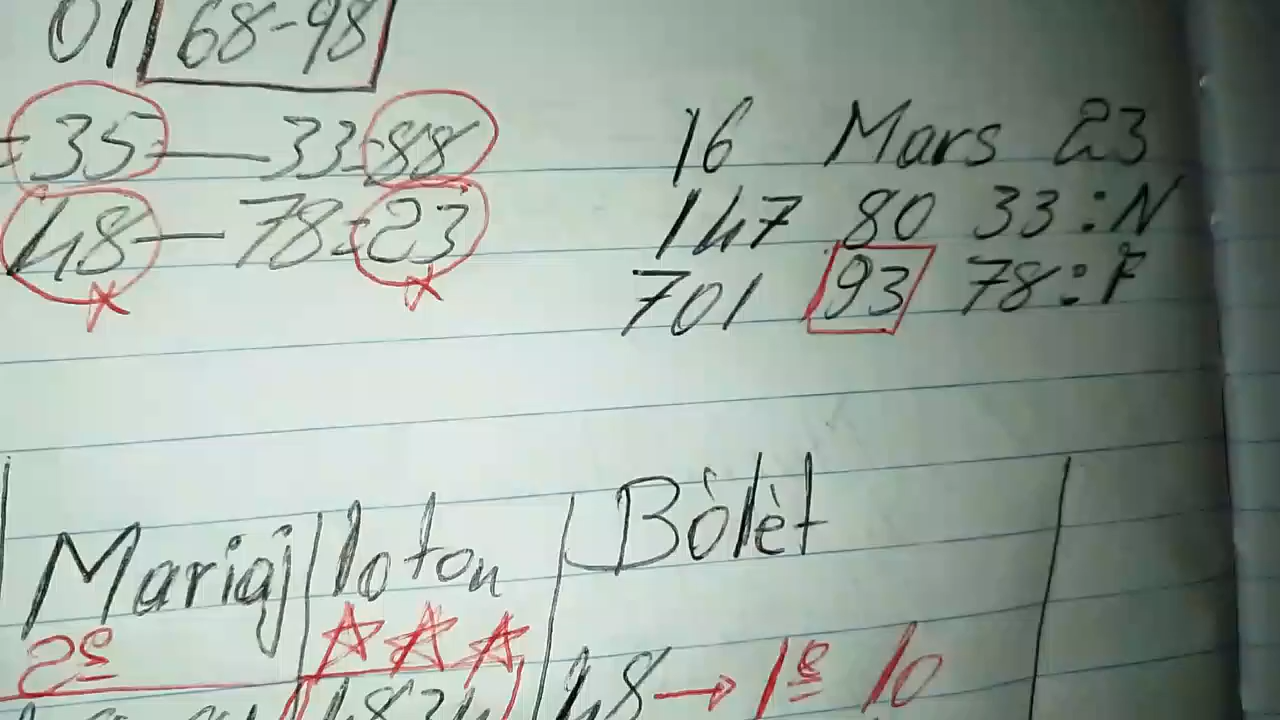 01 68-98
=35—33=88
48—78=23
16 Mars 23
147 80 33:N
701 93 78:F
Mariaj loton Bòlèt
2e
48→1e lo